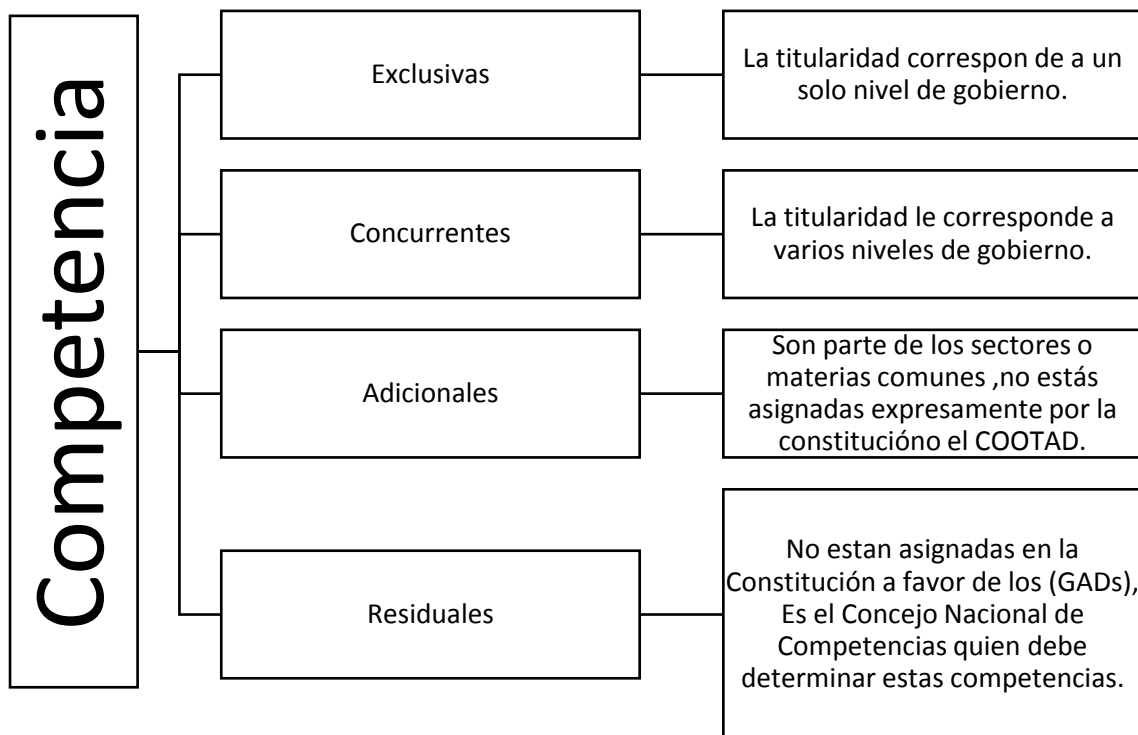 Competencia
Exclusivas
La titularidad correspon de a un
solo nivel de gobierno.
Concurrentes
La titularidad le corresponde a
varios niveles de gobierno.
Adicionales
Son parte de los sectores o
materias comunes ,no estás
asignadas expresamente por la
constitucióno el COOTAD.
Residuales
No estan asignadas en la
Constitución a favor de los (GADs),
Es el Concejo Nacional de
Competencias quien debe
determinar estas competencias.